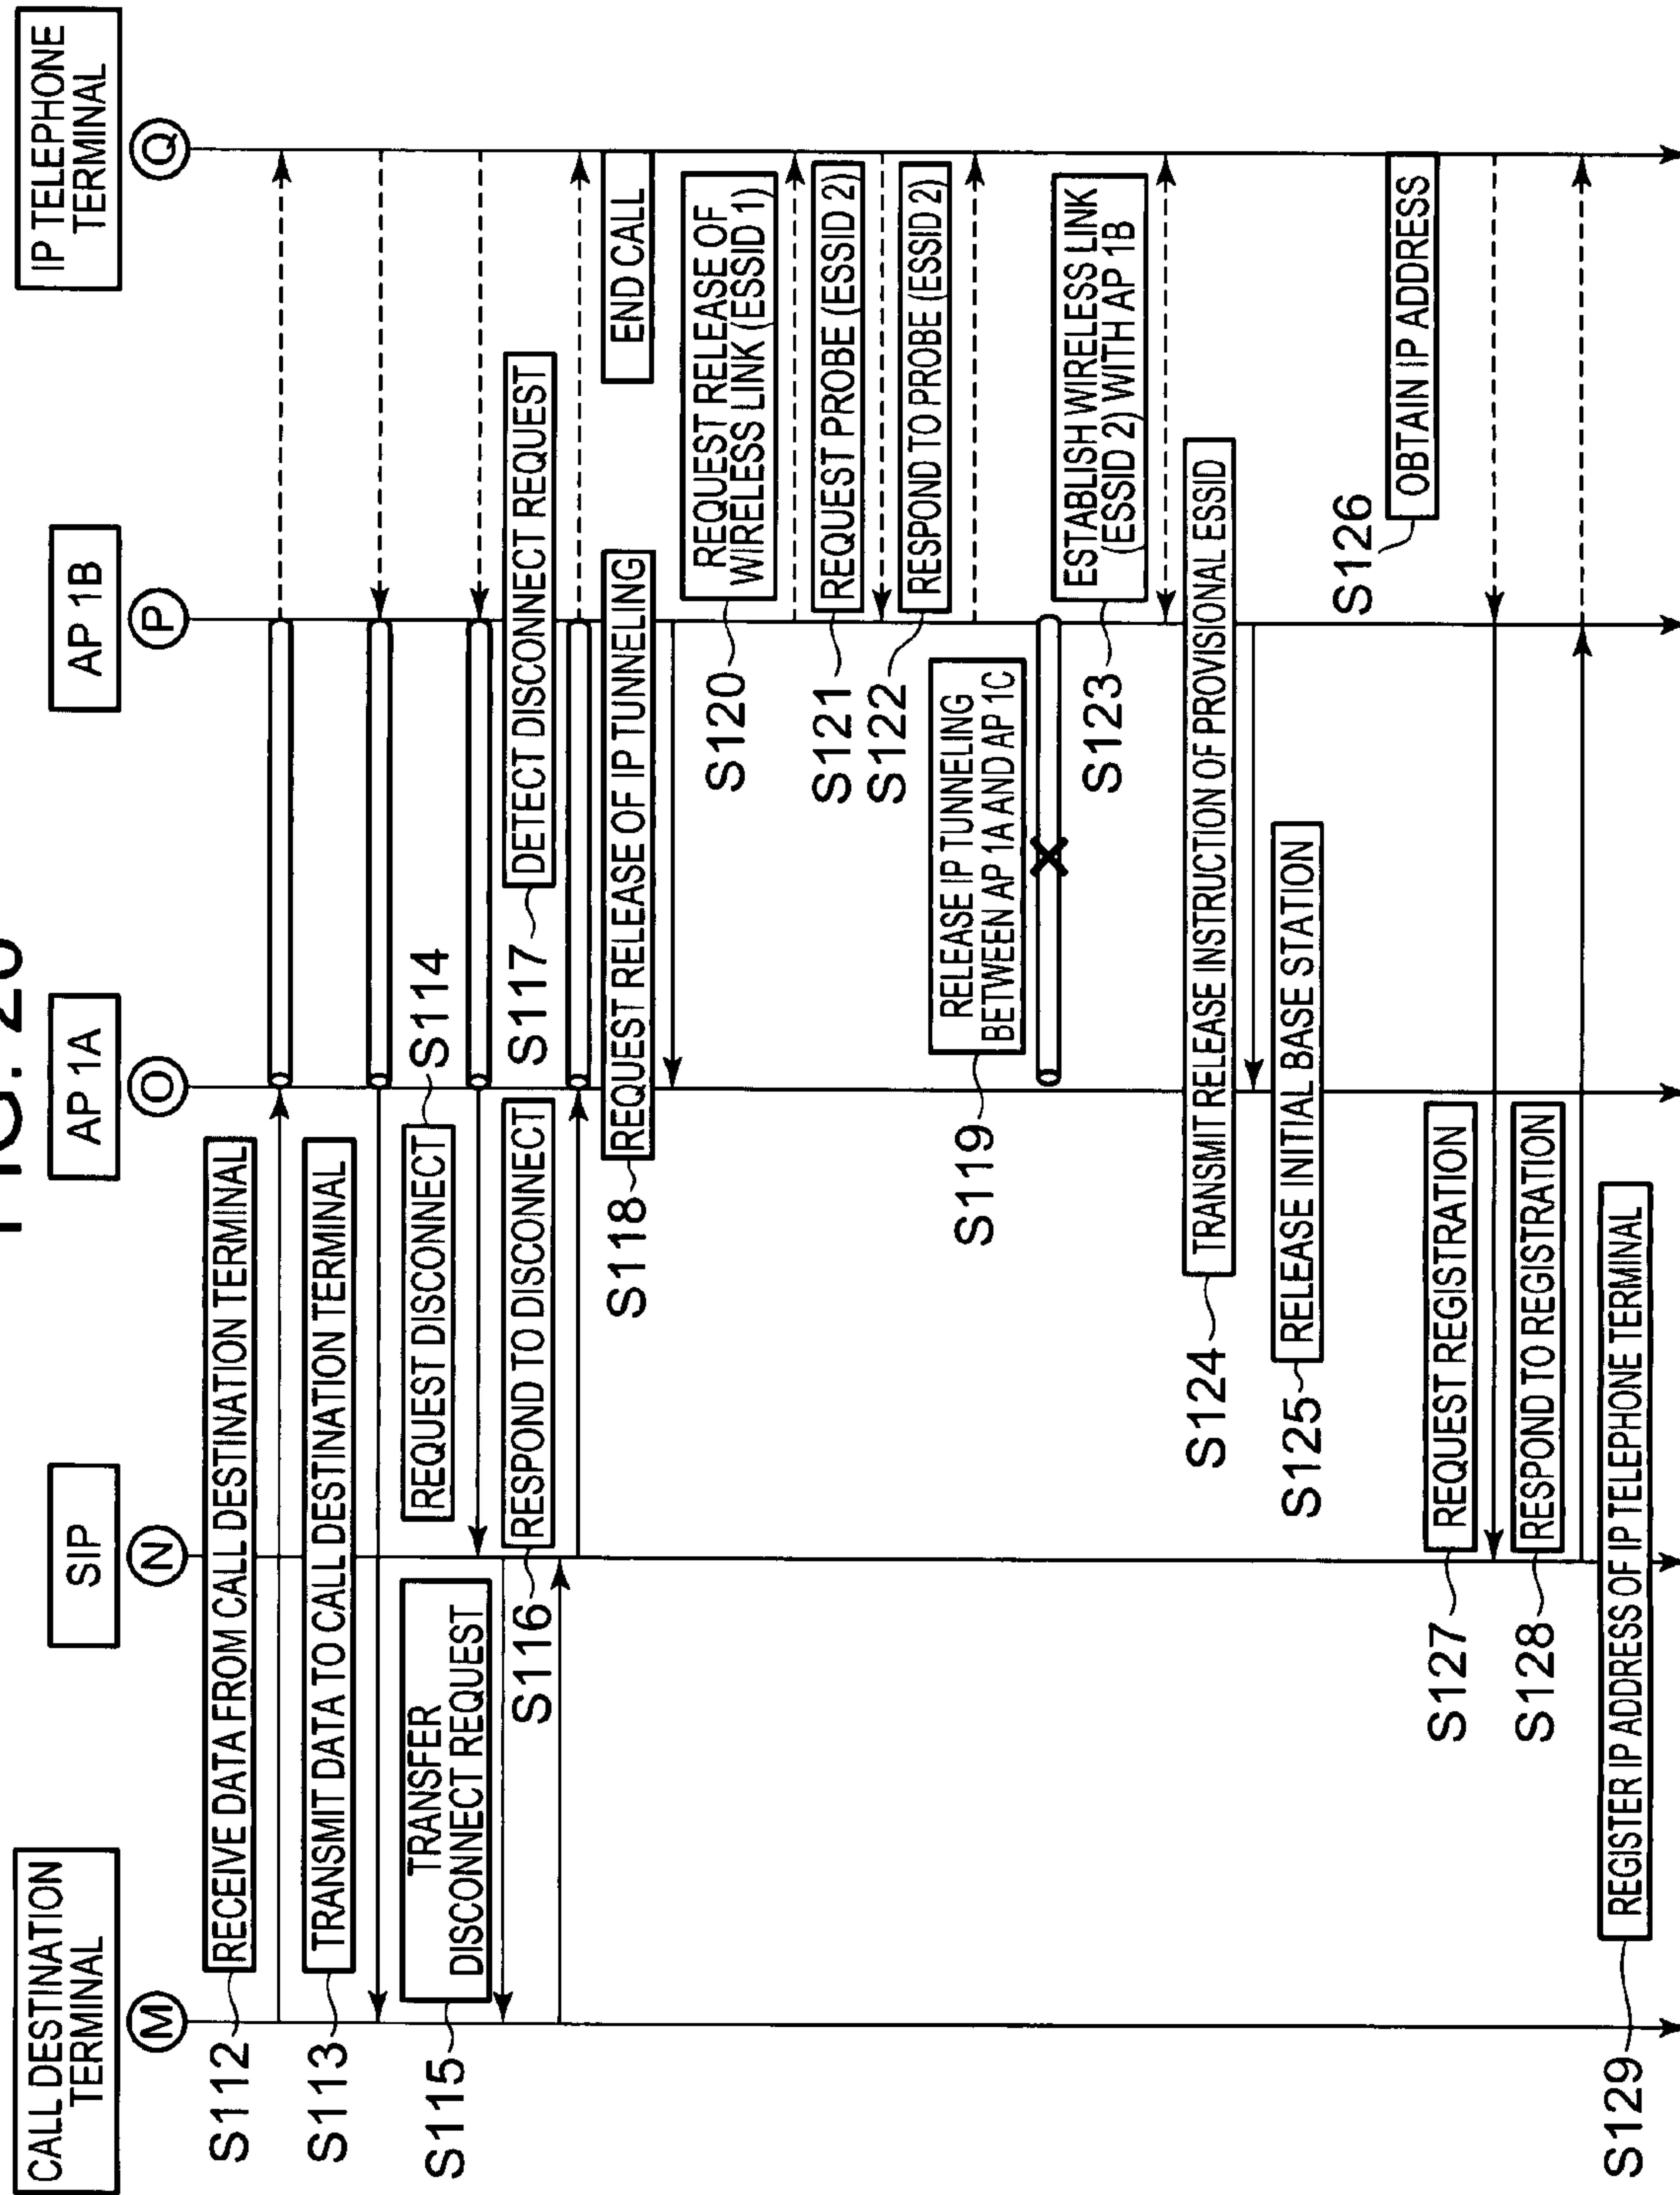 FIG. 20
CALL DESTINATION
TERMINAL
SIP
AP 1A
AP 1B
IP TELEPHONE
TERMINAL
M
N
O
P
Q
S112
RECEIVE DATA FROM CALL DESTINATION TERMINAL
S113
TRANSMIT DATA TO CALL DESTINATION TERMINAL
REQUEST DISCONNECT
S114
S115
TRANSFER
DISCONNECT REQUEST
S116
RESPOND TO DISCONNECT
S117
DETECT DISCONNECT REQUEST
S118
REQUEST RELEASE OF IP TUNNELING
END CALL
S120
REQUEST RELEASE OF
WIRELESS LINK (ESSID 1)
S121
REQUEST PROBE (ESSID 2)
S122
RESPOND TO PROBE (ESSID 2)
S119
RELEASE IP TUNNELING
BETWEEN AP 1A AND AP 1C
S123
ESTABLISH WIRELESS LINK
(ESSID 2) WITH AP 1B
S124
TRANSMIT RELEASE INSTRUCTION OF PROVISIONAL ESSID
S125
RELEASE INITIAL BASE STATION
S126
OBTAIN IP ADDRESS
S127
REQUEST REGISTRATION
S128
RESPOND TO REGISTRATION
S129
REGISTER IP ADDRESS OF IP TELEPHONE TERMINAL